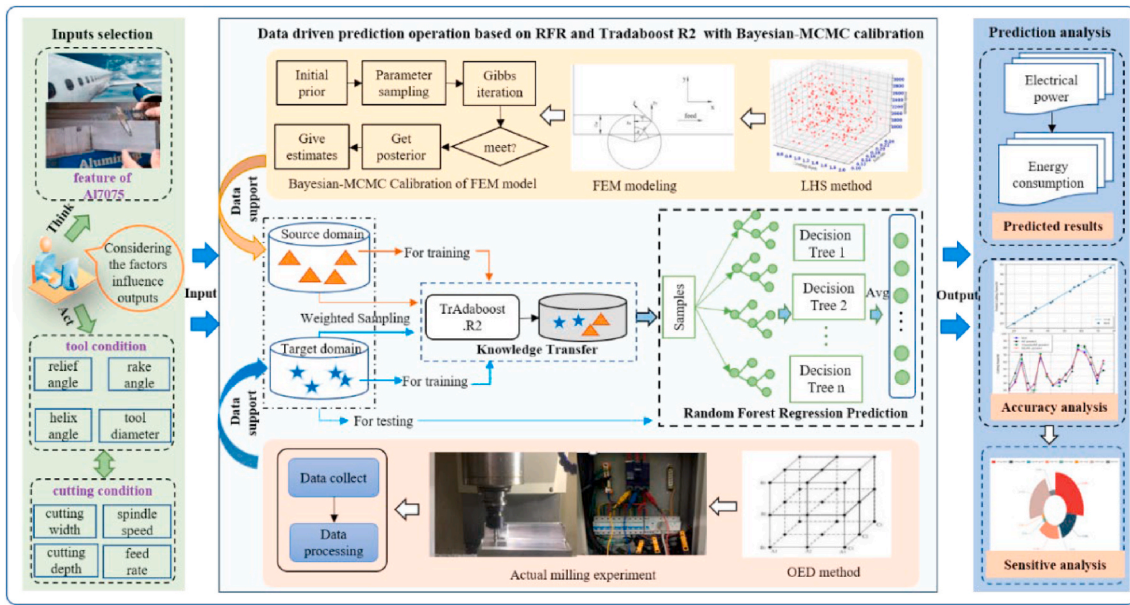 Inputs selection
Aluminu
feature of
Al7075
Think
Considering
the factors
influence
outputs
Act
tool condition
relief
angle
rake
angle
helix
angle
tool
diameter
cutting condition
cutting
width
spindle
speed
cutting
depth
feed
rate
Input
Data driven prediction operation based on RFR and Tradaboost R2 with Bayesian-MCMC calibration
Initial
prior
Parameter
sampling
Gibbs
iteration
Give
estimates
Get
posterior
meet?
Bayesian-MCMC Calibration of FEM model
feed
FEM modeling
LHS method
Data
support
Source domain
For training
Weighted Sampling
TrAdaboost
.R2
Knowledge Transfer
Target domain
For training
For testing
Data
support
Samples
Decision
Tree 1
Decision
Tree 2
Decision
Tree n
Avg
Random Forest Regression Prediction
Data collect
Data
processing
Actual milling experiment
OED method
Output
Prediction analysis
Electrical
power
Energy
consumption
Predicted results
Accuracy analysis
Sensitive analysis